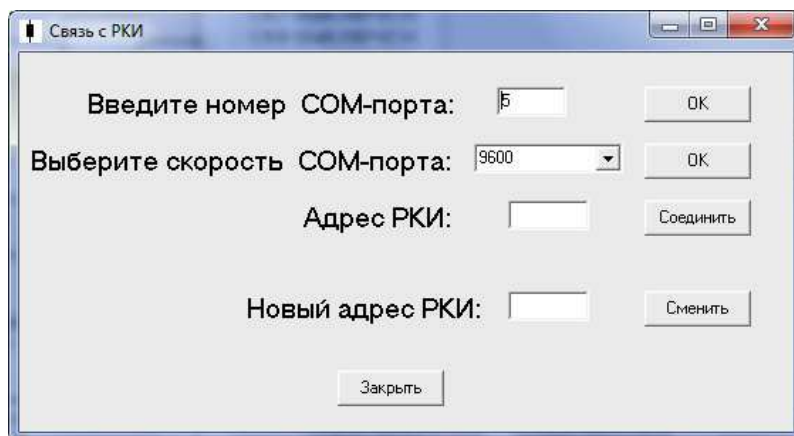 Связь с РКИ
Введите номер COM-порта: 5 OK
Выберите скорость COM-порта: 9600 OK
Адрес РКИ: Соединить
Новый адрес РКИ: Сменить
Закрыть